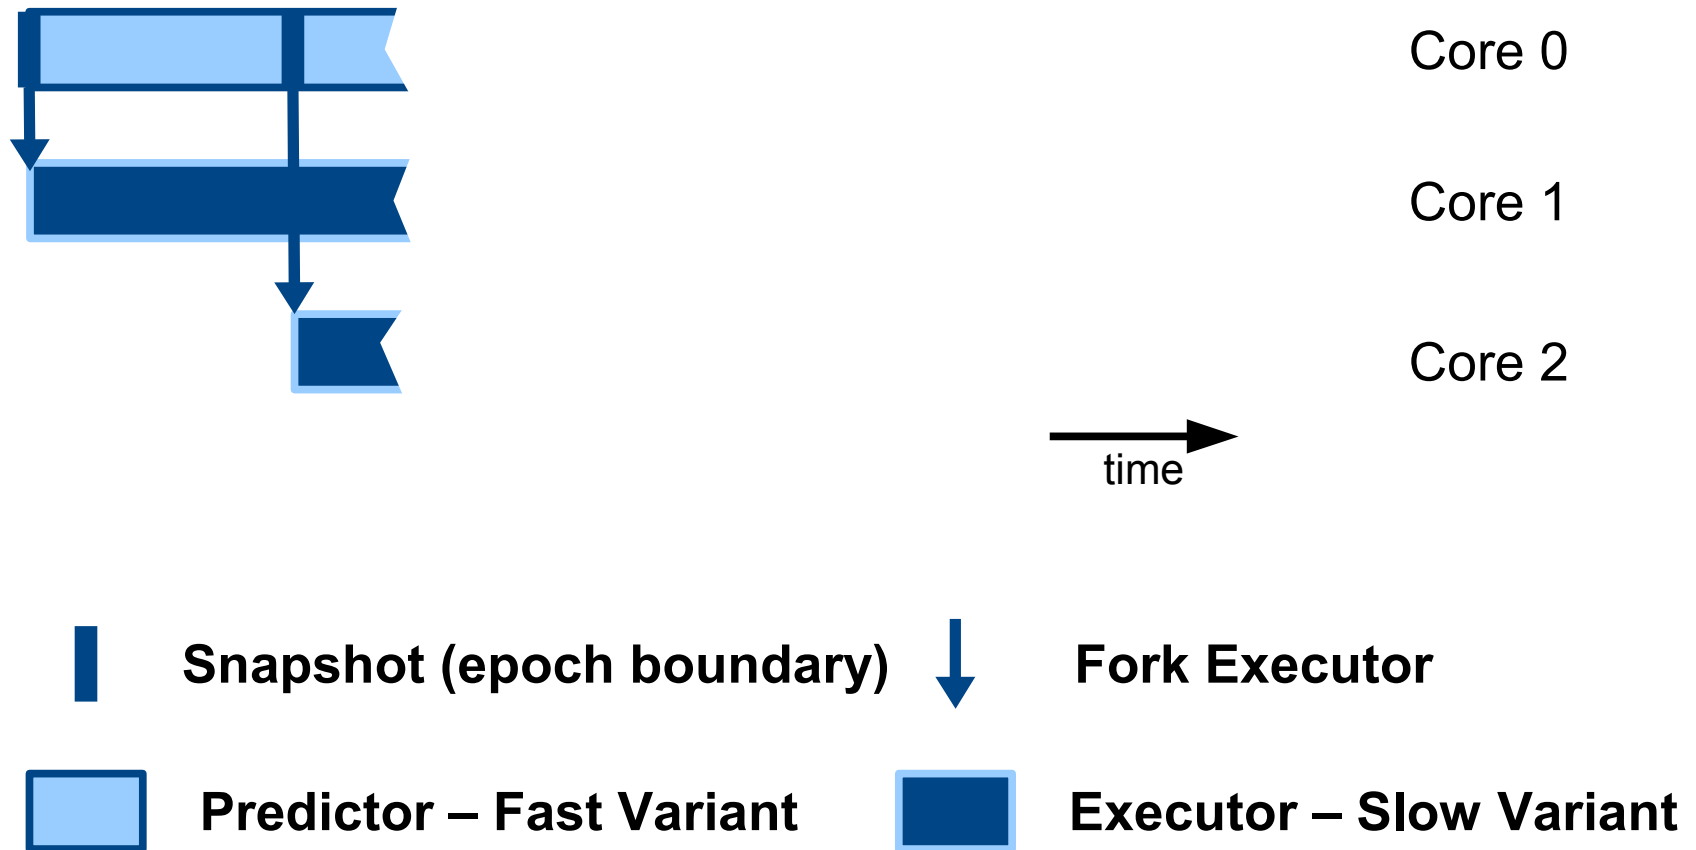 Core 0
Core 1
Core 2
time
Snapshot (epoch boundary)
Fork Executor
Predictor – Fast Variant
Executor – Slow Variant